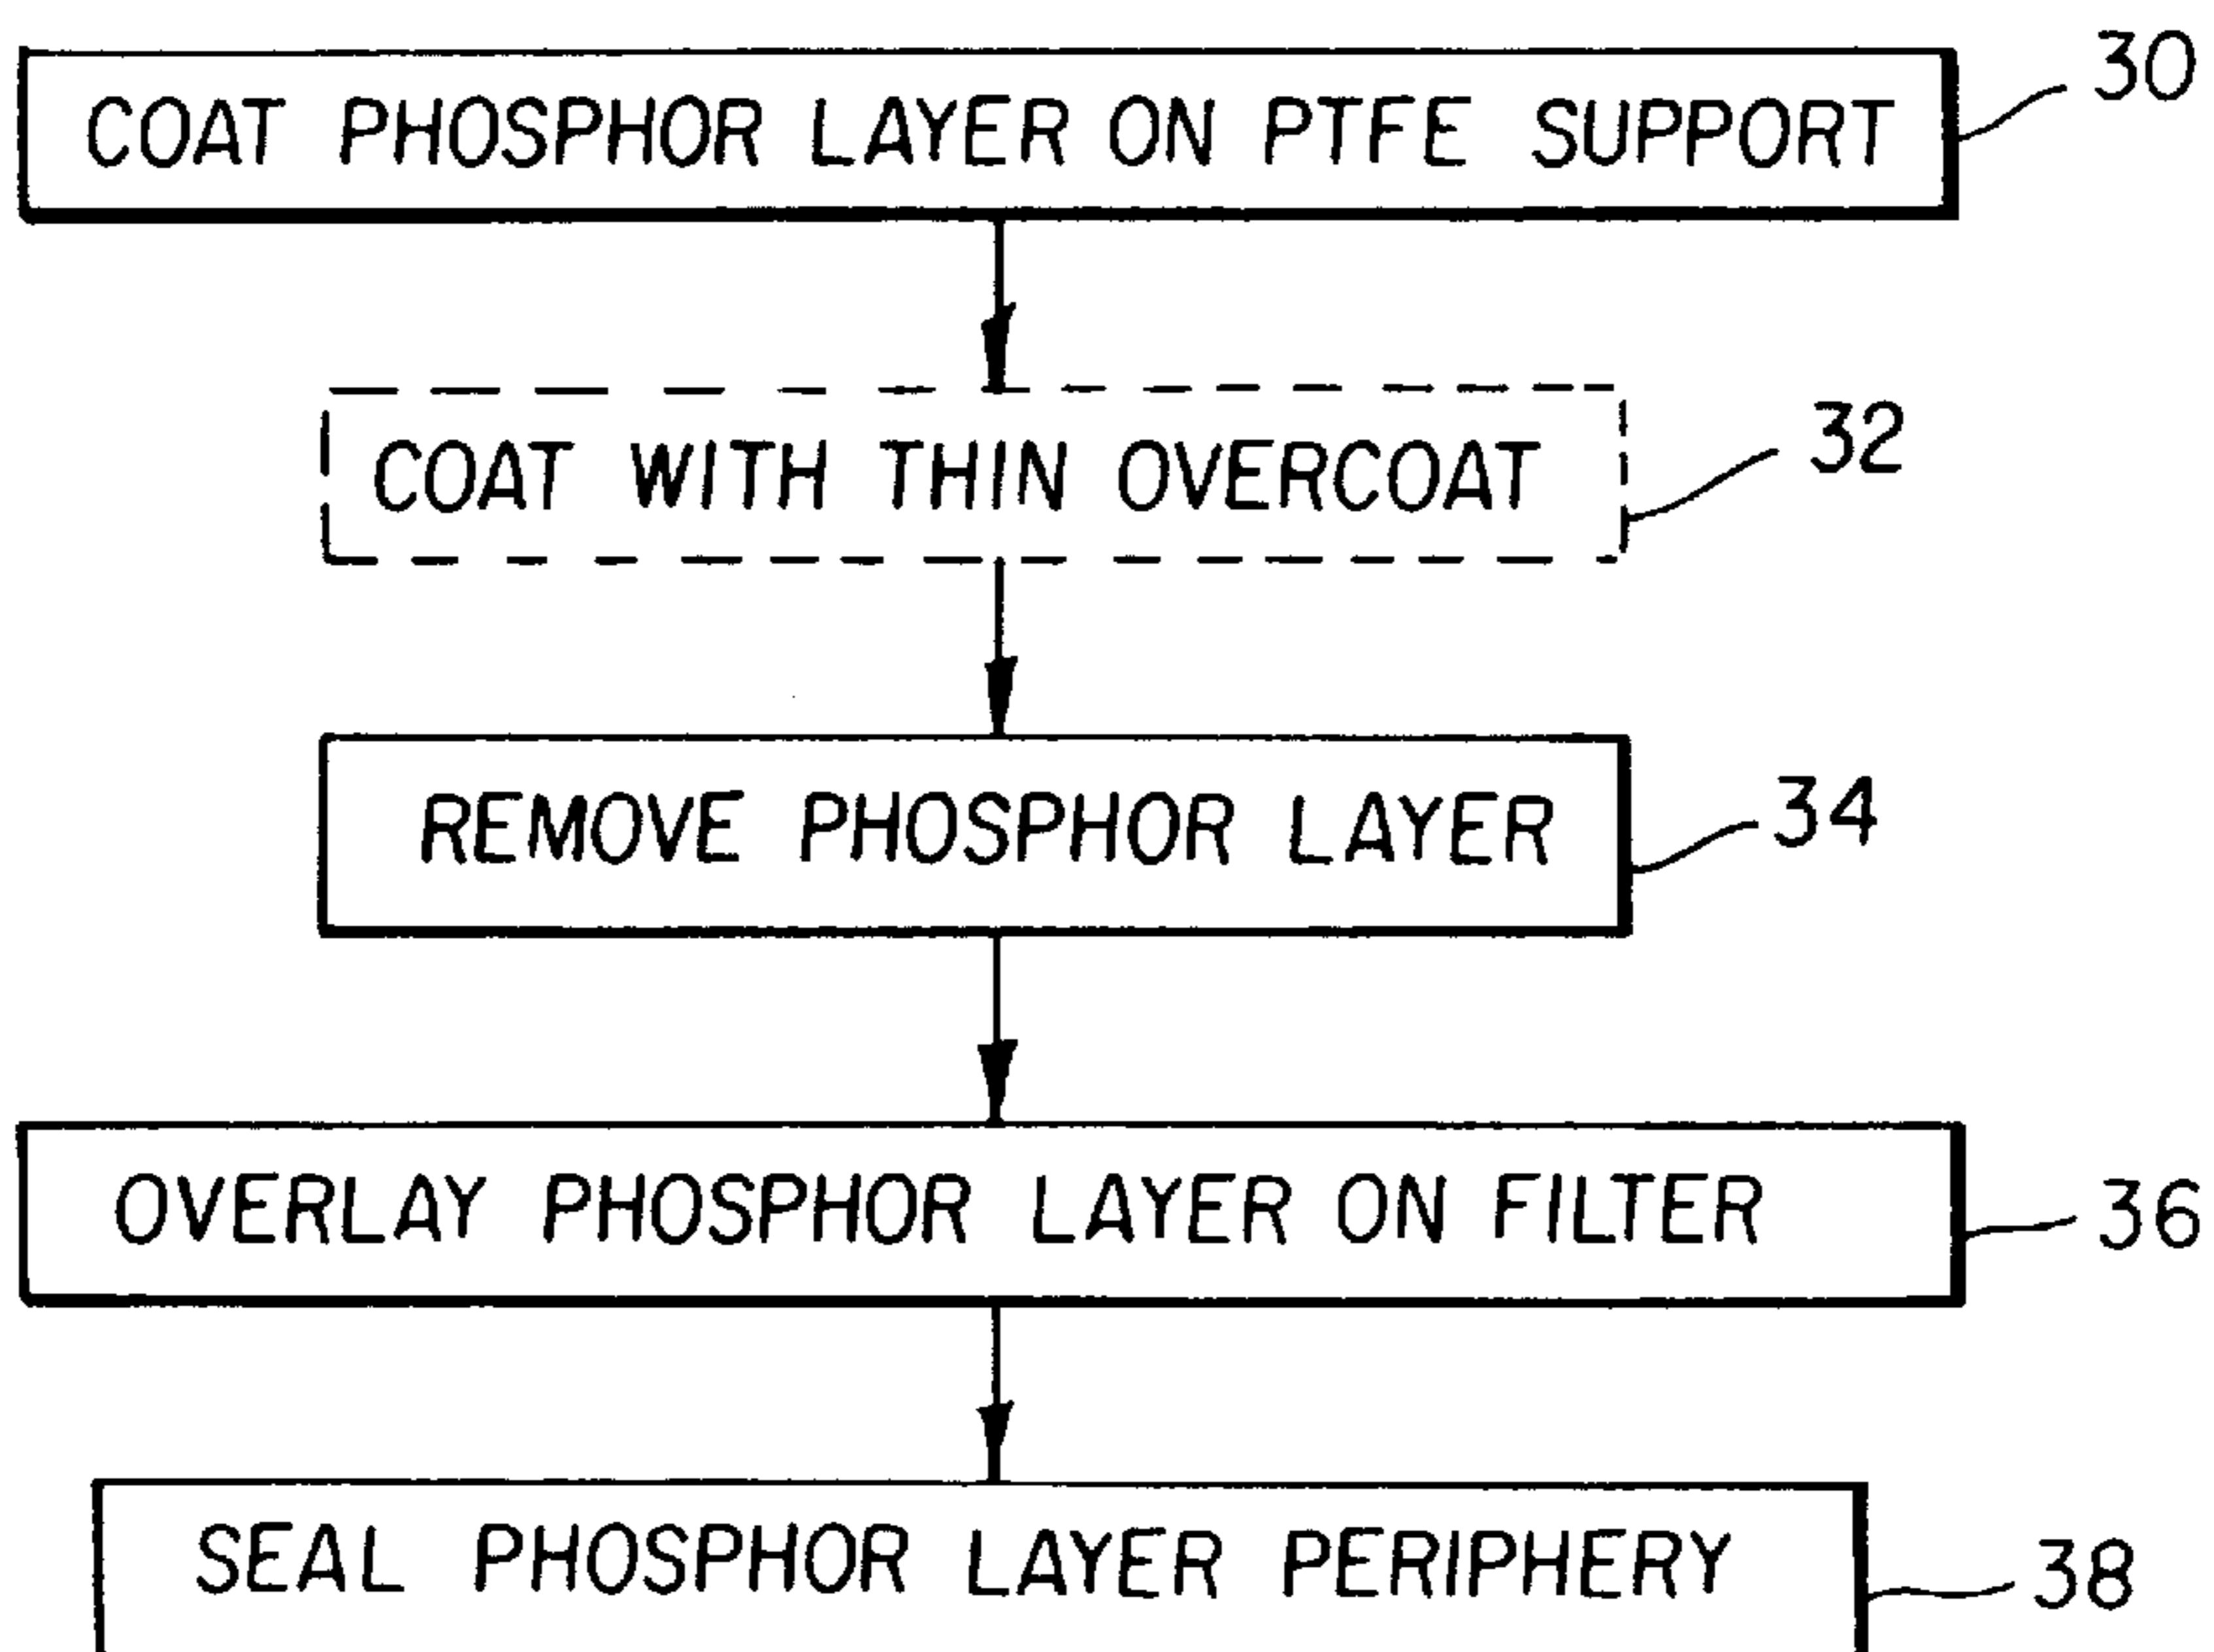 COAT PHOSPHOR LAYER ON PTFE SUPPORT 30
COAT WITH THIN OVERCOAT 32
REMOVE PHOSPHOR LAYER 34
OVERLAY PHOSPHOR LAYER ON FILTER 36
SEAL PHOSPHOR LAYER PERIPHERY 38